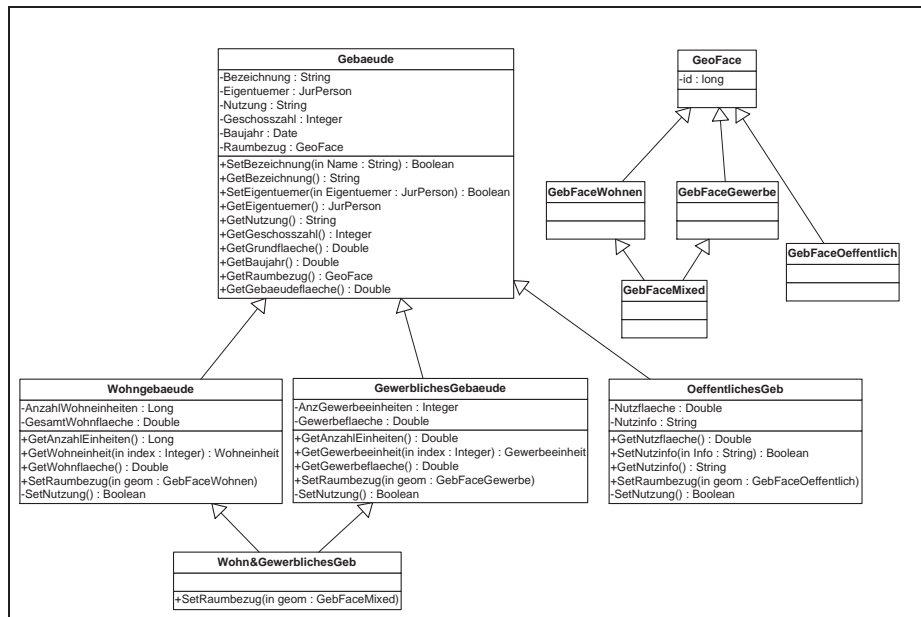 Gebaeude
-Bezeichnung : String
-Eigentuemer : JurPerson
-Nutzung : String
-Geschosszahl : Integer
-Baujahr : Date
-Raumbezug : GeoFace
+SetBezeichnung(in Name : String) : Boolean
+GetBezeichnung() : String
+SetEigentuemer(in Eigentuemer : JurPerson) : Boolean
+GetEigentuemer() : JurPerson
+GetNutzung() : String
+GetGeschosszahl() : Integer
+GetGrundflaeche() : Double
+GetBaujahr() : Double
+GetRaumbezug() : GeoFace
+GetGebaeudeflaeche() : Double
GeoFace
-id : long
GebFaceWohnen
GebFaceGewerbe
GebFaceOeffentlich
GebFaceMixed
Wohngebaeude
-AnzahlWohneinheiten : Long
-GesamtWohnflaeche : Double
+GetAnzahlEinheiten() : Long
+GetWohneinheit(in index : Integer) : Wohneinheit
+GetWohnflaeche() : Double
+SetRaumbezug(in geom : GebFaceWohnen)
-SetNutzung() : Boolean
GewerblichesGebaeude
-AnzGewerbeeinheiten : Integer
-Gewerbeflaeche : Double
+GetAnzahlEinheiten() : Double
+GetGewerbeeinheit(in index : Integer) : Gewerbeeinheit
+GetGewerbeflaeche() : Double
+SetRaumbezug(in geom : GebFaceGewerbe)
-SetNutzung() : Boolean
OeffentlichesGeb
-Nutzflaeche : Double
-Nutzinfo : String
+GetNutzflaeche() : Double
+SetNutzinfo(in Info : String) : Boolean
+GetNutzinfo() : String
+SetRaumbezug(in geom : GebFaceOeffentlich)
-SetNutzung() : Boolean
Wohn&GewerblichesGeb
+SetRaumbezug(in geom : GebFaceMixed)